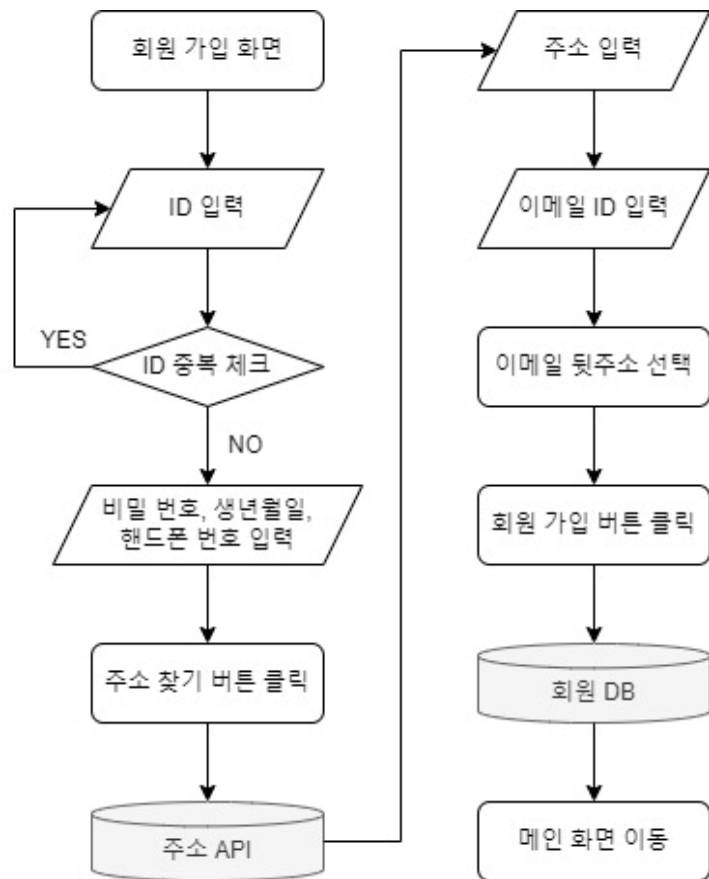 회원 가입 화면
ID 입력
YES
ID 중복 체크
NO
비밀 번호, 생년월일,
핸드폰 번호 입력
주소 찾기 버튼 클릭
주소 API
주소 입력
이메일 ID 입력
이메일 뒷주소 선택
회원 가입 버튼 클릭
회원 DB
메인 화면 이동